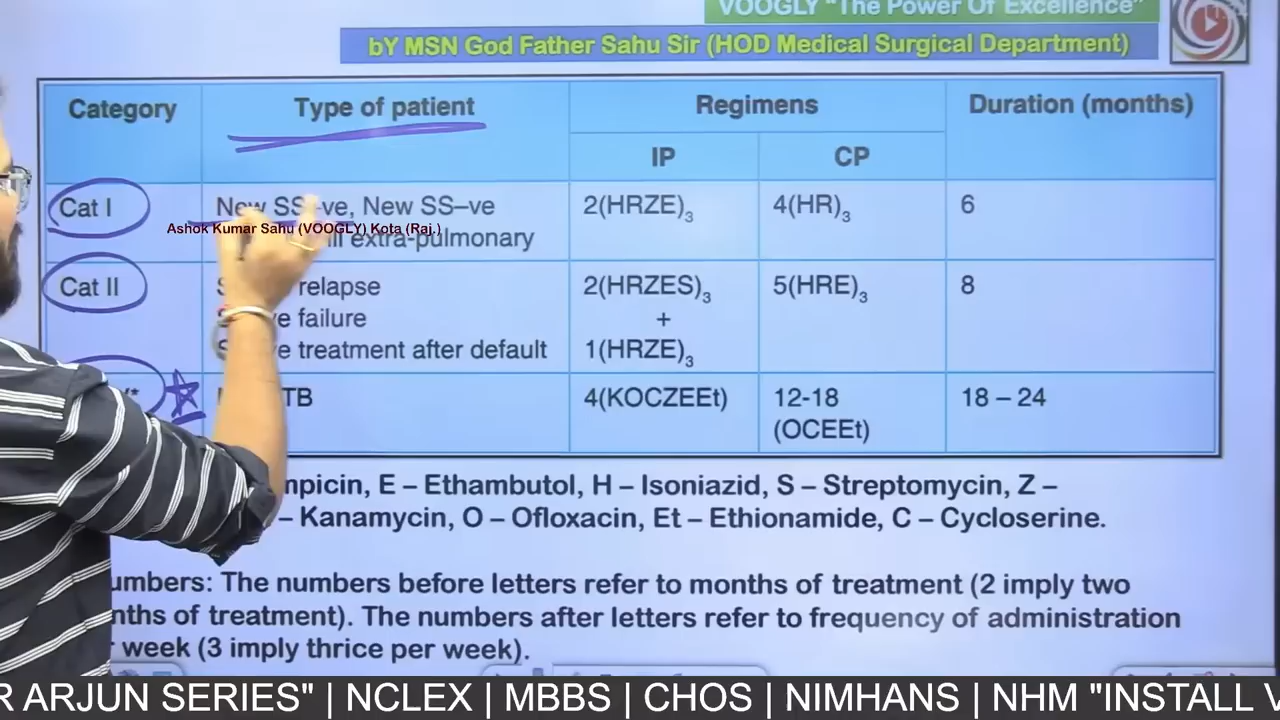 VOOGLY "The Power Of Excellence"
bY MSN God Father Sahu Sir (HOD Medical Surgical Department)
Category Type of patient Regimens Duration (months)
IP CP
Cat I New SS ve, New SS–ve 2(HRZE)3 4(HR)3 6
Ashok Kumar Sahu (VOOGLY) Kota (Raj.)
extra-pulmonary
Cat II relapse 2(HRZES)3 5(HRE)3 8
ve failure +
ve treatment after default 1(HRZE)3
TB 4(KOCZEEt) 12-18 18 – 24
(OCEEt)
mpicin, E – Ethambutol, H – Isoniazid, S – Streptomycin, Z –
– Kanamycin, O – Ofloxacin, Et – Ethionamide, C – Cycloserine.
umbers: The numbers before letters refer to months of treatment (2 imply two
nths of treatment). The numbers after letters refer to frequency of administration
week (3 imply thrice per week).
R ARJUN SERIES" | NCLEX | MBBS | CHOS | NIMHANS | NHM "INSTALL V